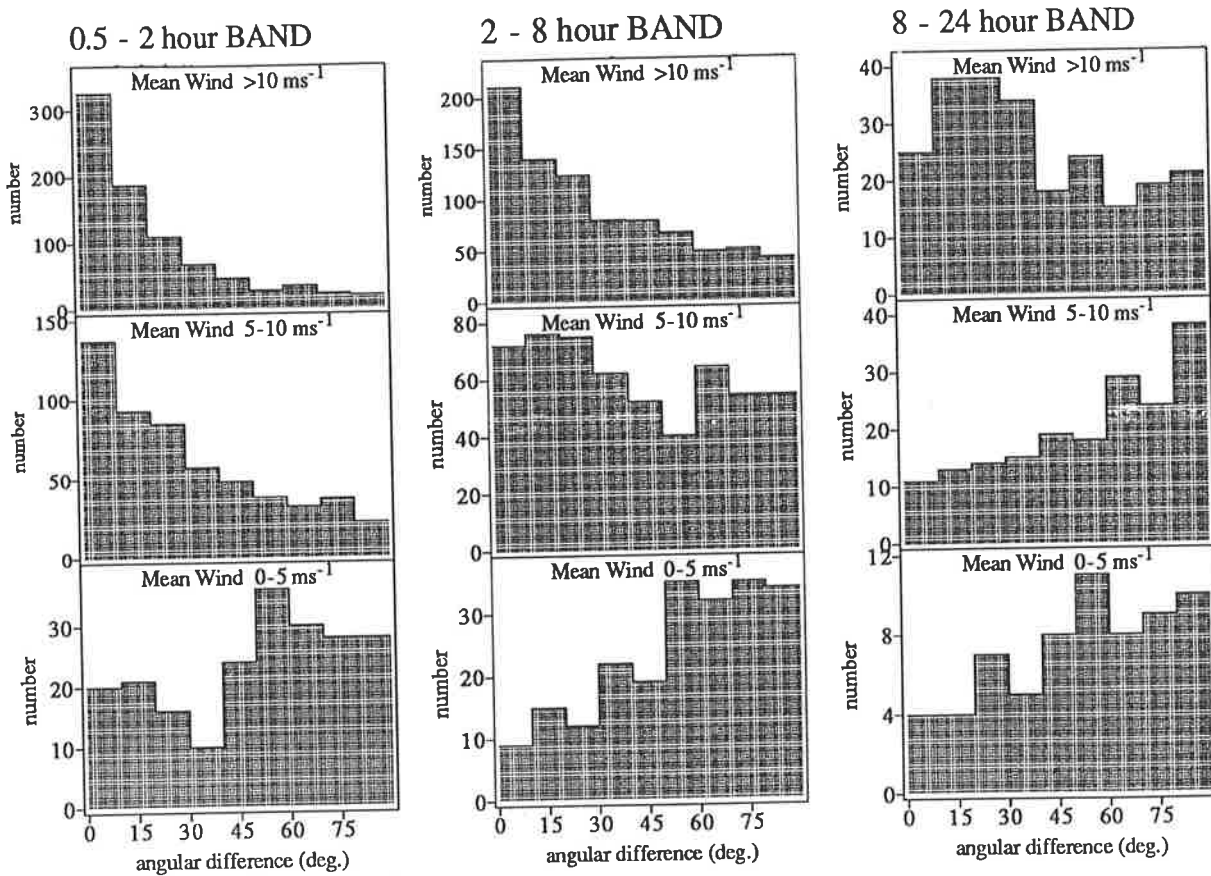 0.5 - 2 hour BAND
Mean Wind >10 ms⁻¹
number
300
200
100
0
Mean Wind 5-10 ms⁻¹
number
150
100
50
0
Mean Wind 0-5 ms⁻¹
number
30
20
10
0
0 15 30 45 60 75
angular difference (deg.)
2 - 8 hour BAND
Mean Wind >10 ms⁻¹
number
200
150
100
50
0
Mean Wind 5-10 ms⁻¹
number
80
60
40
20
0
Mean Wind 0-5 ms⁻¹
number
30
20
10
0
0 15 30 45 60 75
angular difference (deg.)
8 - 24 hour BAND
Mean Wind >10 ms⁻¹
number
40
30
20
10
0
Mean Wind 5-10 ms⁻¹
number
40
30
20
10
0
Mean Wind 0-5 ms⁻¹
number
12
8
4
0
0 15 30 45 60 75
angular difference (deg.)